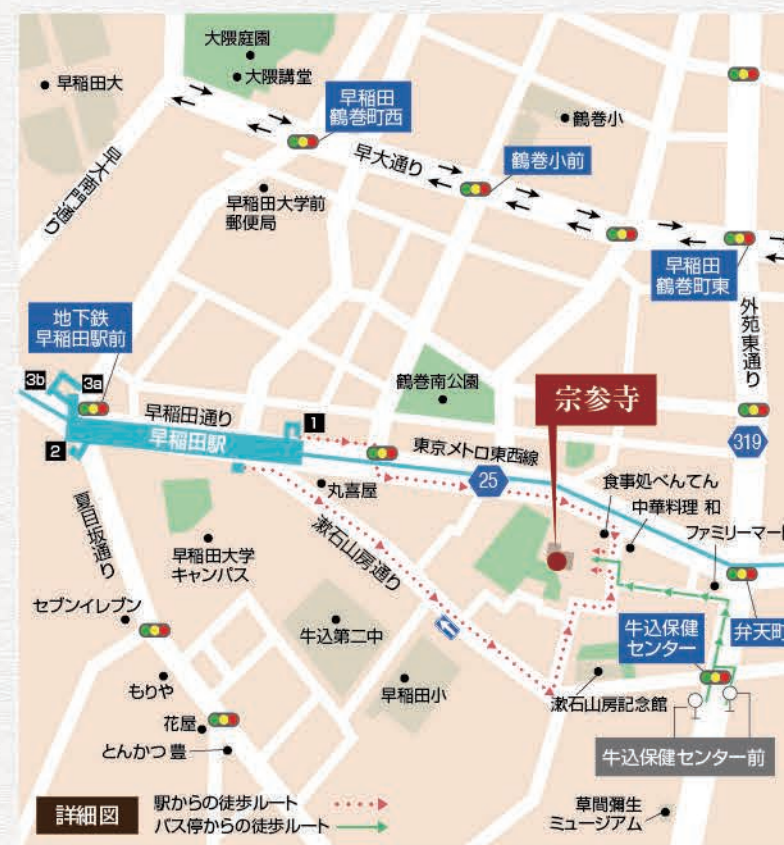 大隈庭園
大隈講堂
早稲田大
早稲田
鶴巻町西
鶴巻小
早大通り
鶴巻小前
早大南門通り
早稲田大学前
郵便局
早稲田
鶴巻町東
外苑東通り
地下鉄
早稲田駅前
3b
3a
鶴巻南公園
宗参寺
早稲田通り
1
早稲田駅
東京メトロ東西線
319
2
25
丸喜屋
食事処べんてん
中華料理 和
ファミリーマー
夏目坂通り
早稲田大学
キャンパス
漱石山房通り
セブンイレブン
牛込第二中
牛込保健
センター
弁天町
もりや
早稲田小
漱石山房記念館
花屋
とんかつ 豊
牛込保健センター前
詳細図
駅からの徒歩ルート
バス停からの徒歩ルート
草間彌生
ミュージアム